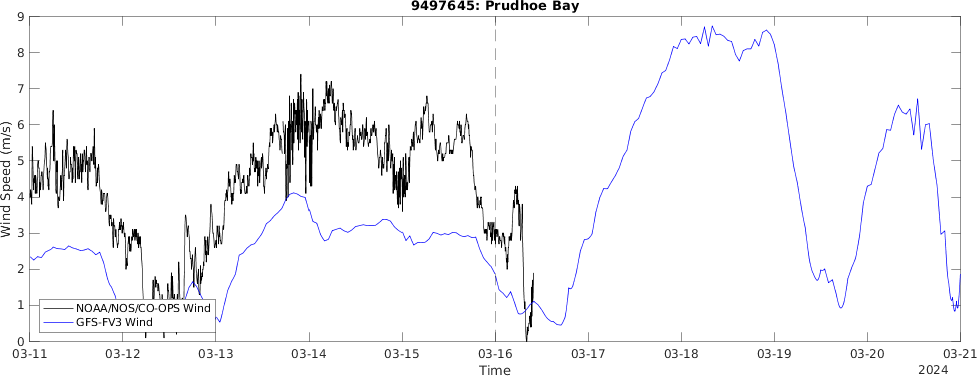 9497645: Prudhoe Bay
Wind Speed (m/s)
9
8
7
6
5
4
3
2
1
0
NOAA/NOS/CO-OPS Wind
GFS-FV3 Wind
03-11 03-12 03-13 03-14 03-15 03-16 03-17 03-18 03-19 03-20 03-21
Time
2024